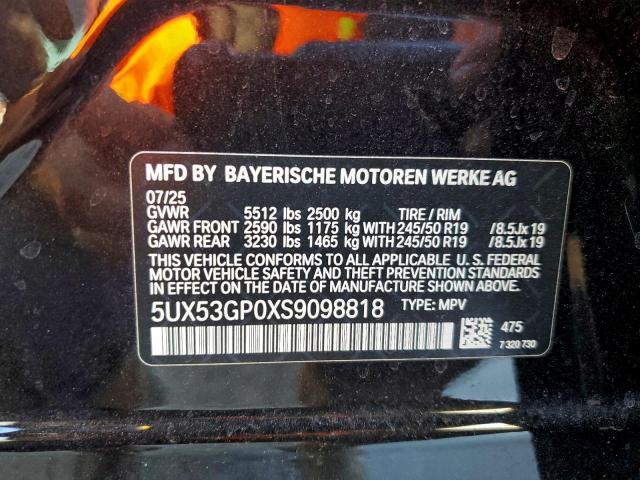 MFD BY BAYERISCHE MOTOREN WERKE AG
07/25
GVWR 5512 lbs 2500 kg TIRE / RIM
GAWR FRONT 2590 lbs 1175 kg WITH 245/50 R19 /8.5Jx19
GAWR REAR 3230 lbs 1465 kg WITH 245/50 R19 /8.5Jx19
THIS VEHICLE CONFORMS TO ALL APPLICABLE U. S. FEDERAL
MOTOR VEHICLE SAFETY AND THEFT PREVENTION STANDARDS
IN EFFECT ON THE DATE OF MANUFACTURE SHOWN ABOVE.
5UX53GP0XS9098818 TYPE: MPV
475
7 320 730